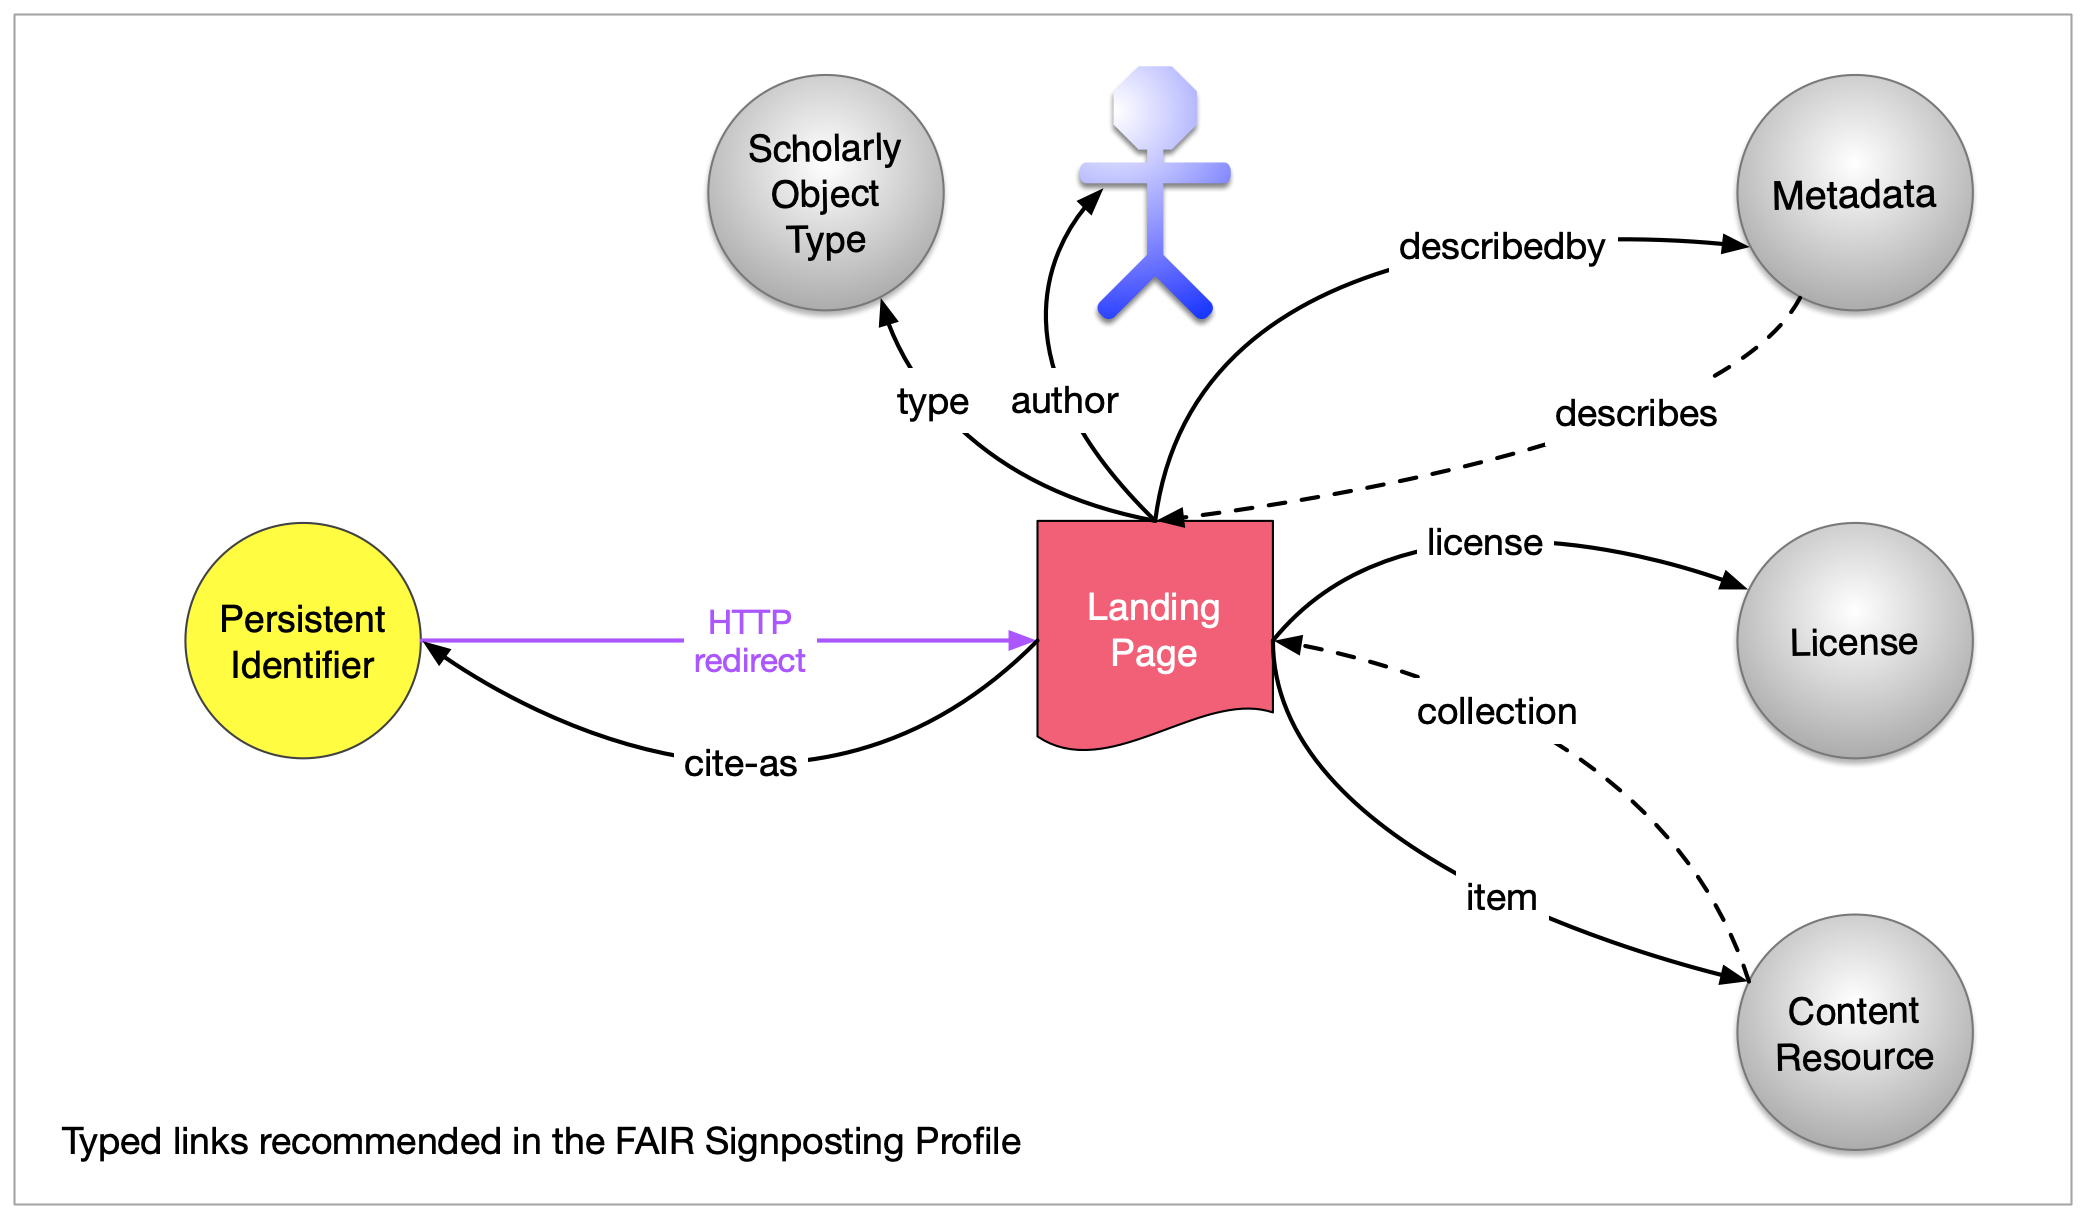 Scholarly
Object
Type
Metadata
describedby
type
author
describes
license
Persistent
Identifier
HTTP
redirect
Landing
Page
License
collection
cite-as
item
Content
Resource
Typed links recommended in the FAIR Signposting Profile